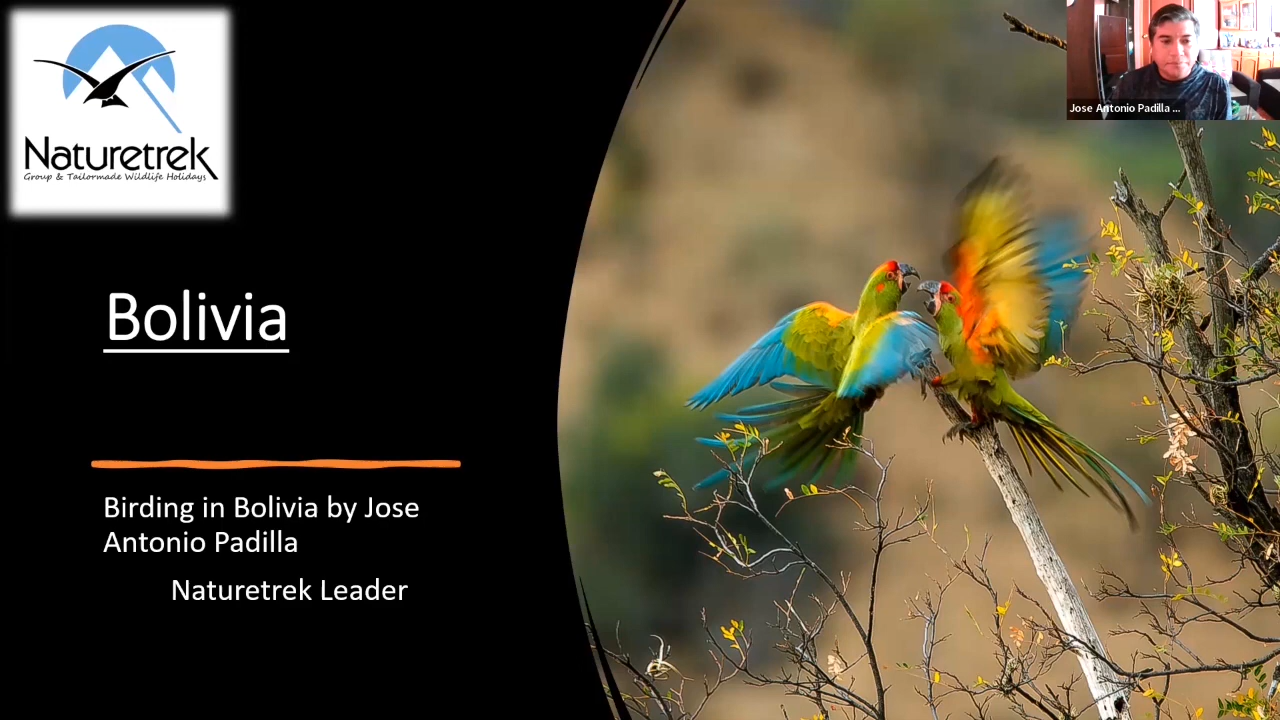 Naturetrek
Group & Tailormade Wildlife Holidays
Jose Antonio Padilla ...
Bolivia
Birding in Bolivia by Jose
Antonio Padilla
Naturetrek Leader